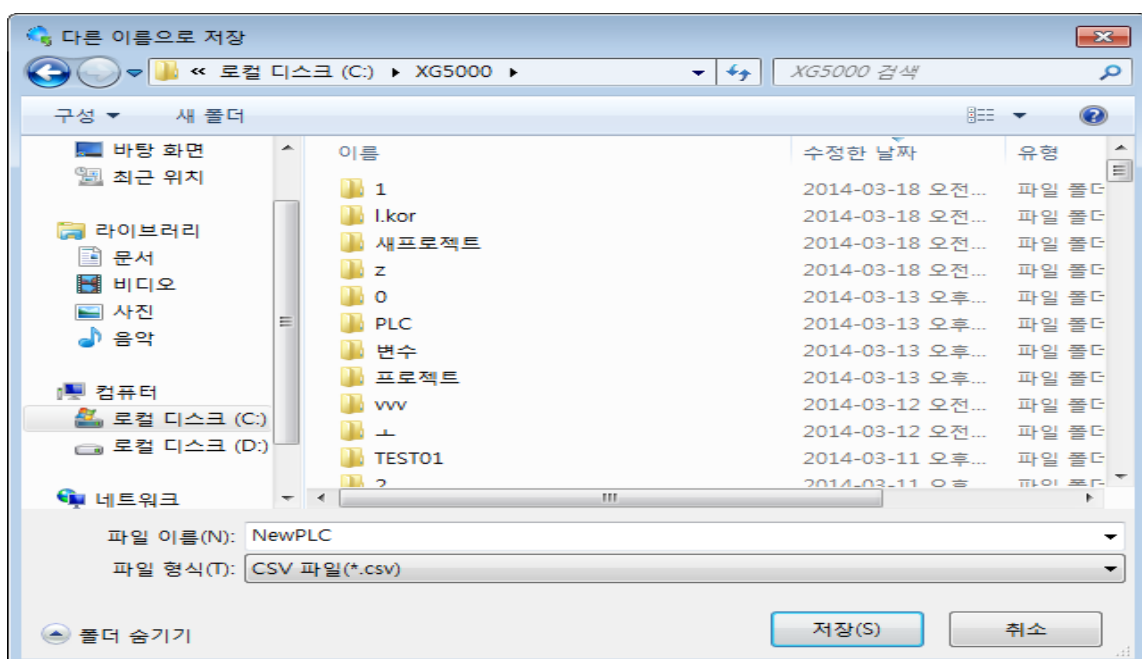 다른 이름으로 저장
« 로컬 디스크 (C:) ▸ XG5000 ▸ XG5000 검색
구성 새 폴더
바탕 화면
최근 위치
라이브러리
문서
비디오
사진
음악
컴퓨터
로컬 디스크 (C:)
로컬 디스크 (D:)
네트워크
이름 수정한 날짜 유형
1 2014-03-18 오전... 파일 폴더
l.kor 2014-03-18 오전... 파일 폴더
새프로젝트 2014-03-18 오전... 파일 폴더
z 2014-03-18 오전... 파일 폴더
0 2014-03-13 오후... 파일 폴더
PLC 2014-03-13 오후... 파일 폴더
변수 2014-03-13 오후... 파일 폴더
프로젝트 2014-03-13 오후... 파일 폴더
vvv 2014-03-12 오전... 파일 폴더
ㅗ 2014-03-12 오전... 파일 폴더
TEST01 2014-03-11 오후... 파일 폴더
2 2014-03-11 오후... 파일 폴더
파일 이름(N): NewPLC
파일 형식(T): CSV 파일(*.csv)
폴더 숨기기 저장(S) 취소